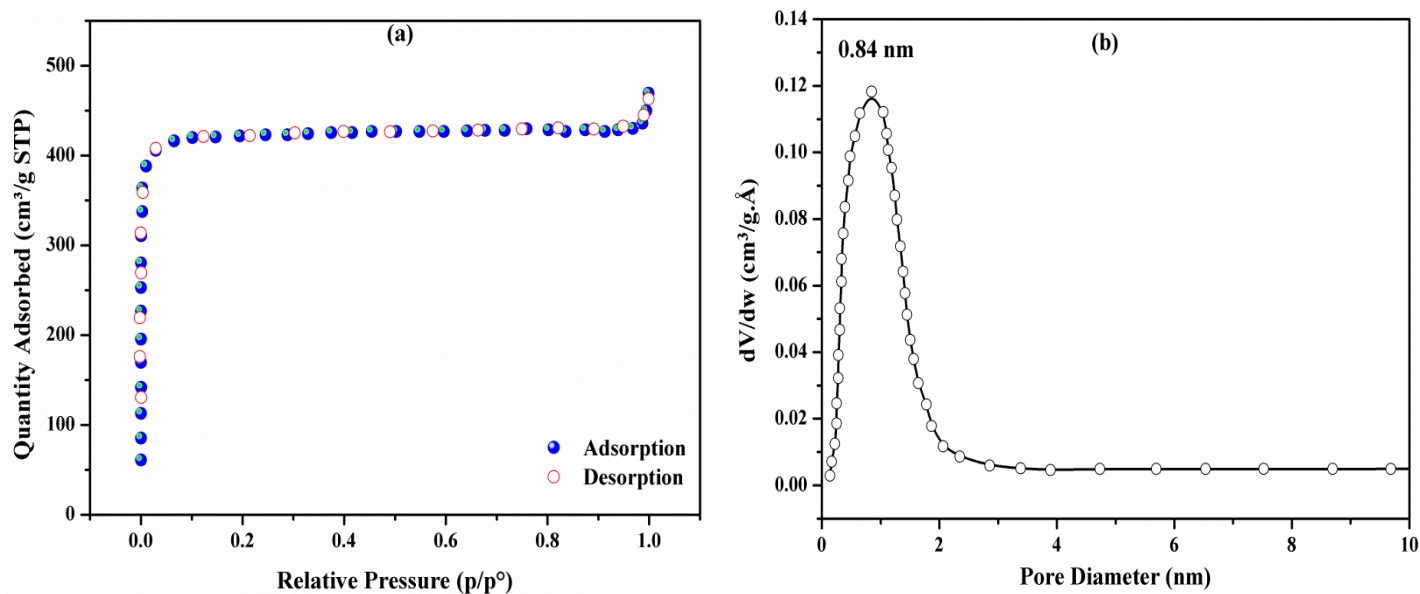 (a)
Quantity Adsorbed (cm³/g STP)
500
400
300
200
100
0
0.0 0.2 0.4 0.6 0.8 1.0
Relative Pressure (p/p°)
Adsorption
Desorption
(b)
0.84 nm
dV/dw (cm³/g.Å)
0.14
0.12
0.10
0.08
0.06
0.04
0.02
0.00
0 2 4 6 8 10
Pore Diameter (nm)